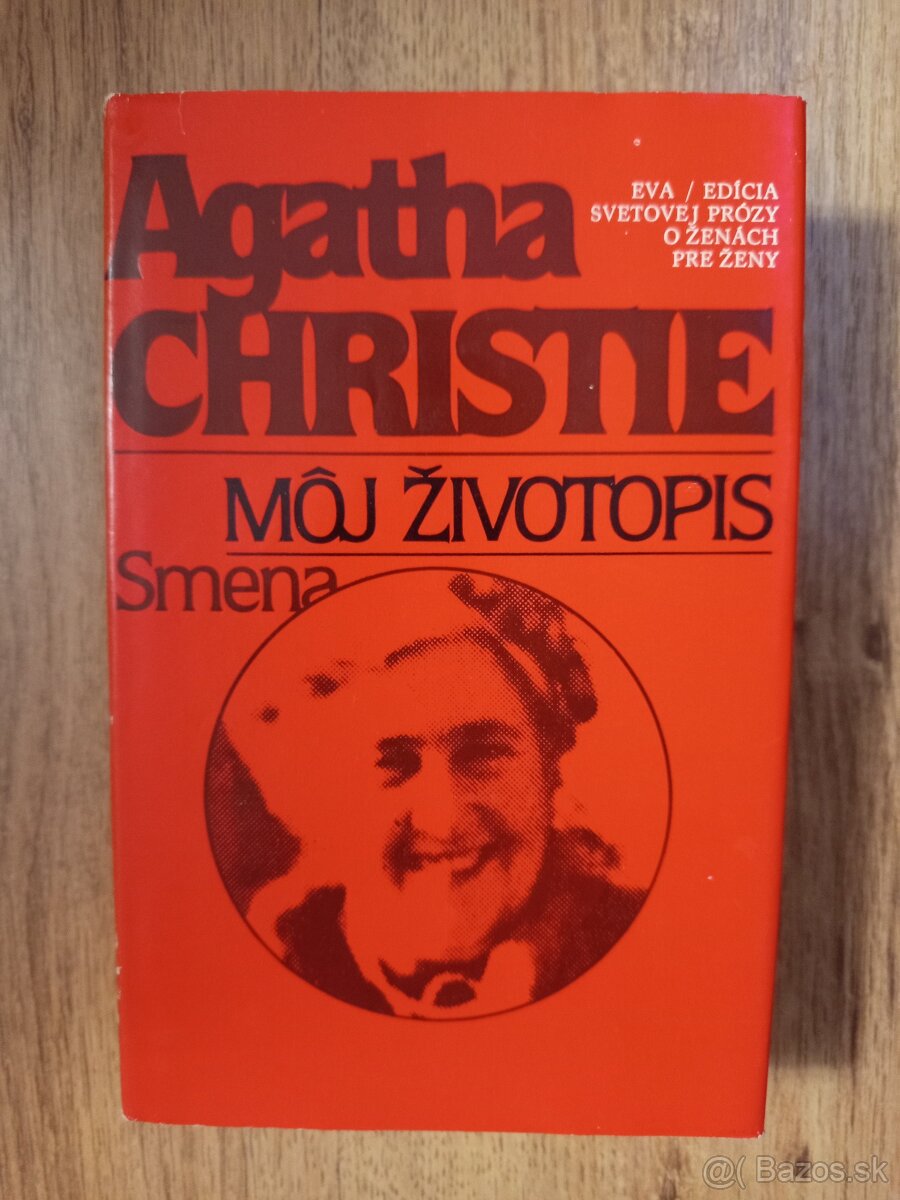 Agatha
CHRISTIE
EVA / EDÍCIA
SVETOVEJ PRÓZY
O ŽENÁCH
PRE ŽENY
MÔJ ŽIVOTOPIS
Smena
@( Bazos.sk